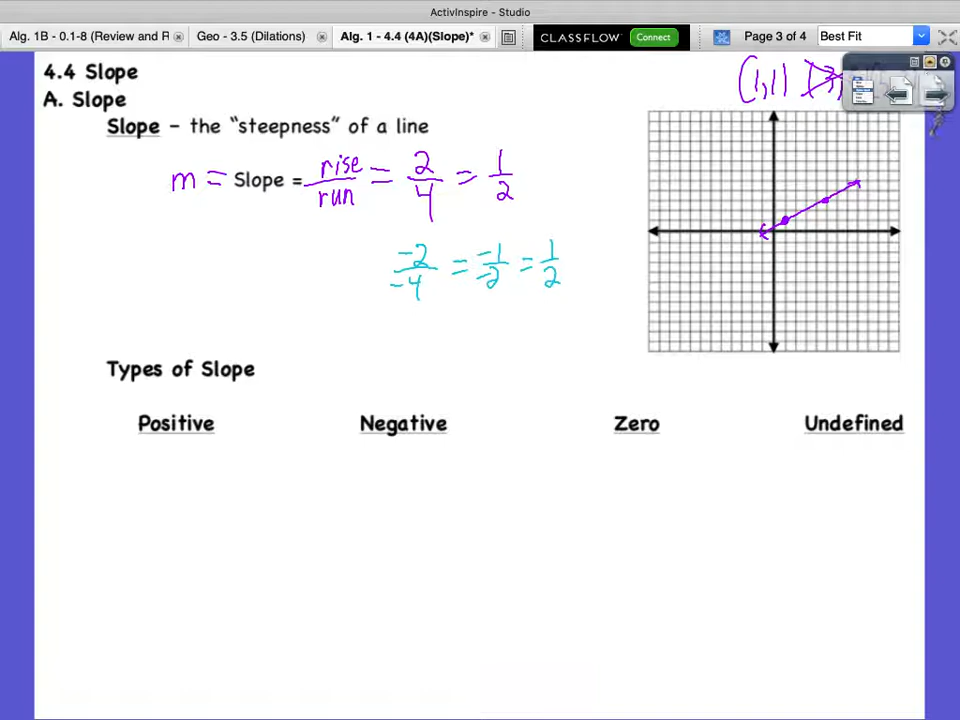 ActivInspire - Studio
Alg. 1B - 0.1-8 (Review and R
Geo - 3.5 (Dilations)
Alg. 1 - 4.4 (4A)(Slope)*
CLASSFLOW Connect
Page 3 of 4
Best Fit
4.4 Slope
(1,1)
A. Slope
Slope – the “steepness” of a line
m = Slope = rise/run = 2/4 = 1/2
-2/-4 = -1/-2 = 1/2
Types of Slope
Positive Negative Zero Undefined